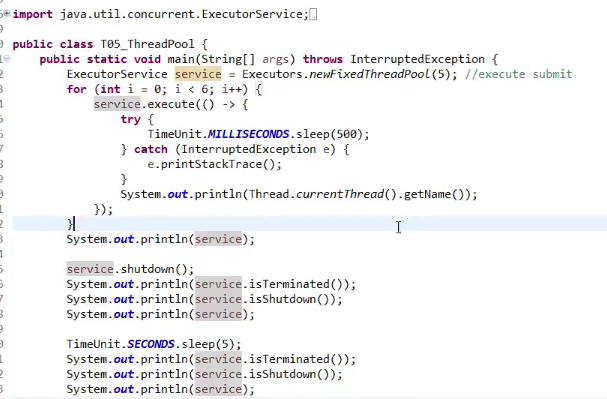 import java.util.concurrent.ExecutorService;
public class T05_ThreadPool {
public static void main(String[] args) throws InterruptedException {
ExecutorService service = Executors.newFixedThreadPool(5); //execute submit
for (int i = 0; i < 6; i++) {
service.execute(() -> {
try {
TimeUnit.MILLISECONDS.sleep(500);
} catch (InterruptedException e) {
e.printStackTrace();
}
System.out.println(Thread.currentThread().getName());
});
}
System.out.println(service);
service.shutdown();
System.out.println(service.isTerminated());
System.out.println(service.isShutdown());
System.out.println(service);
TimeUnit.SECONDS.sleep(5);
System.out.println(service.isTerminated());
System.out.println(service.isShutdown());
System.out.println(service);